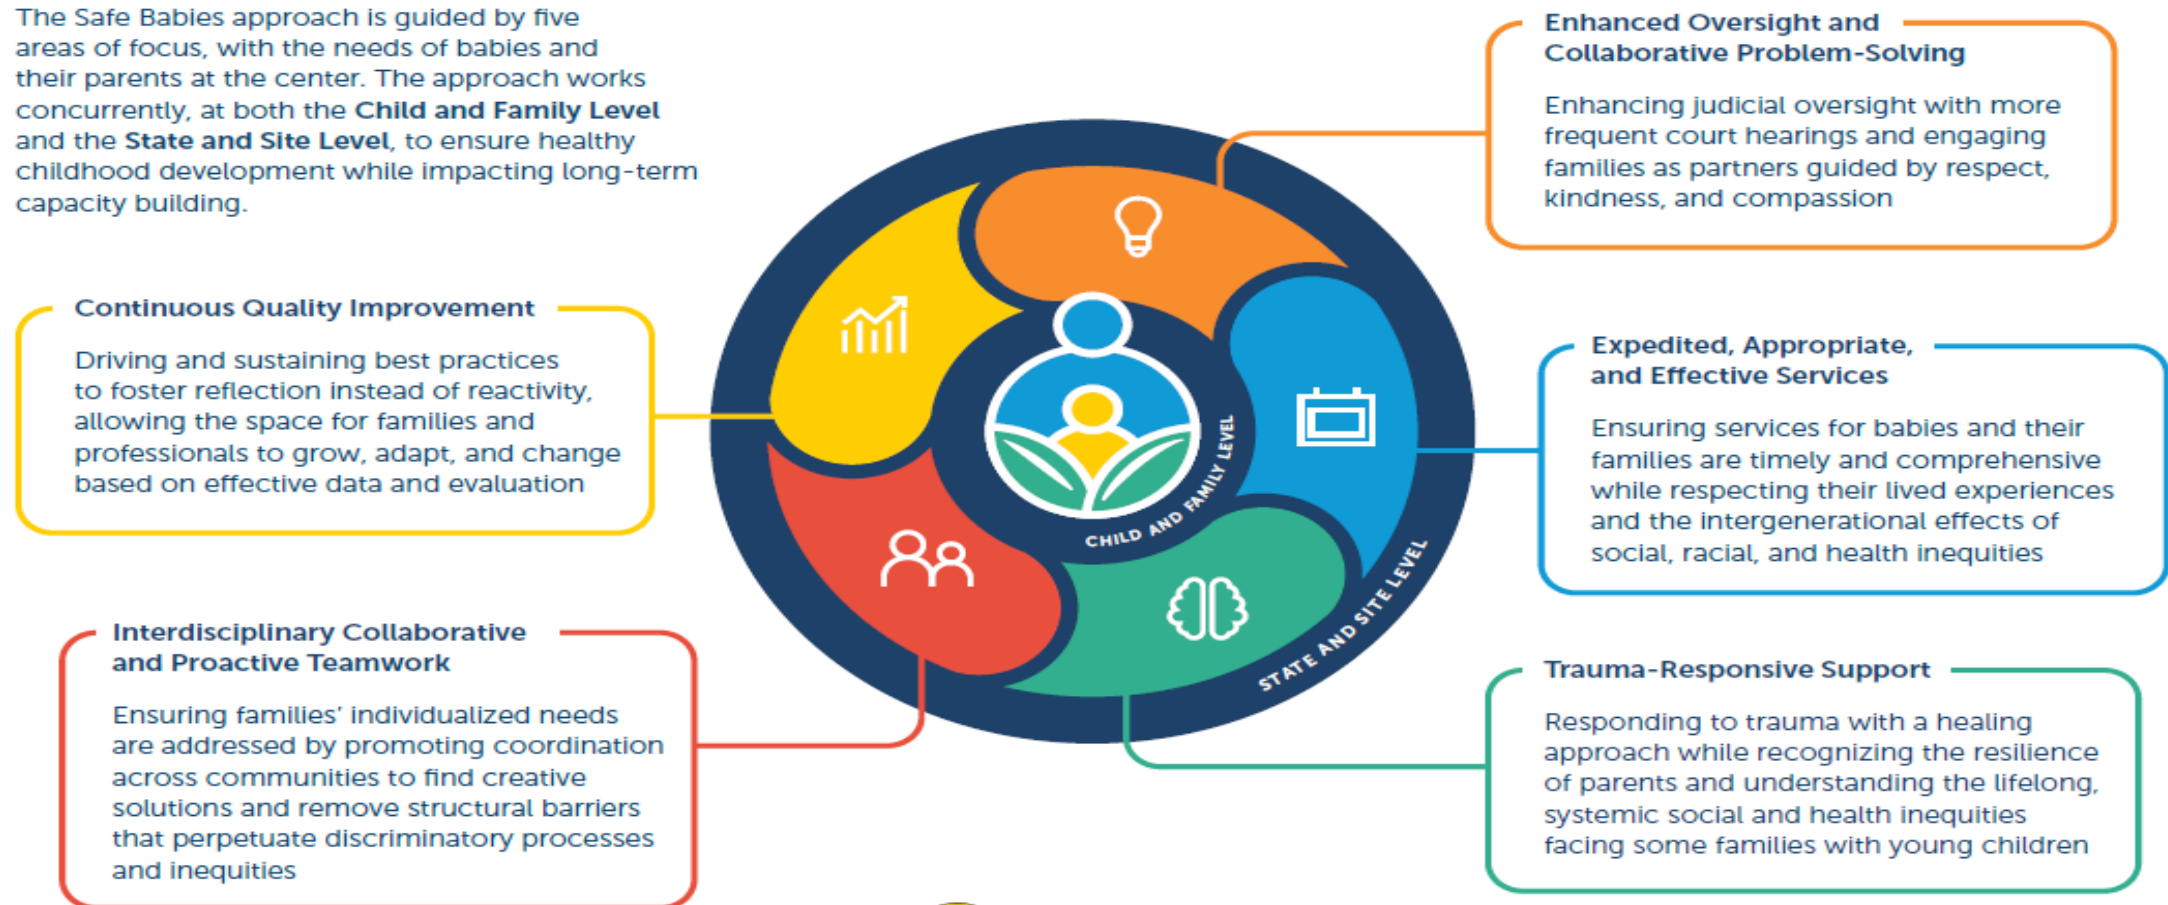 The Safe Babies approach is guided by five
areas of focus, with the needs of babies and
their parents at the center. The approach works
concurrently, at both the Child and Family Level
and the State and Site Level, to ensure healthy
childhood development while impacting long-term
capacity building.
Enhanced Oversight and
Collaborative Problem-Solving
Enhancing judicial oversight with more
frequent court hearings and engaging
families as partners guided by respect,
kindness, and compassion
Continuous Quality Improvement
Driving and sustaining best practices
to foster reflection instead of reactivity,
allowing the space for families and
professionals to grow, adapt, and change
based on effective data and evaluation
Expedited, Appropriate,
and Effective Services
Ensuring services for babies and their
families are timely and comprehensive
while respecting their lived experiences
and the intergenerational effects of
social, racial, and health inequities
CHILD AND FAMILY LEVEL
STATE AND SITE LEVEL
Interdisciplinary Collaborative
and Proactive Teamwork
Ensuring families’ individualized needs
are addressed by promoting coordination
across communities to find creative
solutions and remove structural barriers
that perpetuate discriminatory processes
and inequities
Trauma-Responsive Support
Responding to trauma with a healing
approach while recognizing the resilience
of parents and understanding the lifelong,
systemic social and health inequities
facing some families with young children